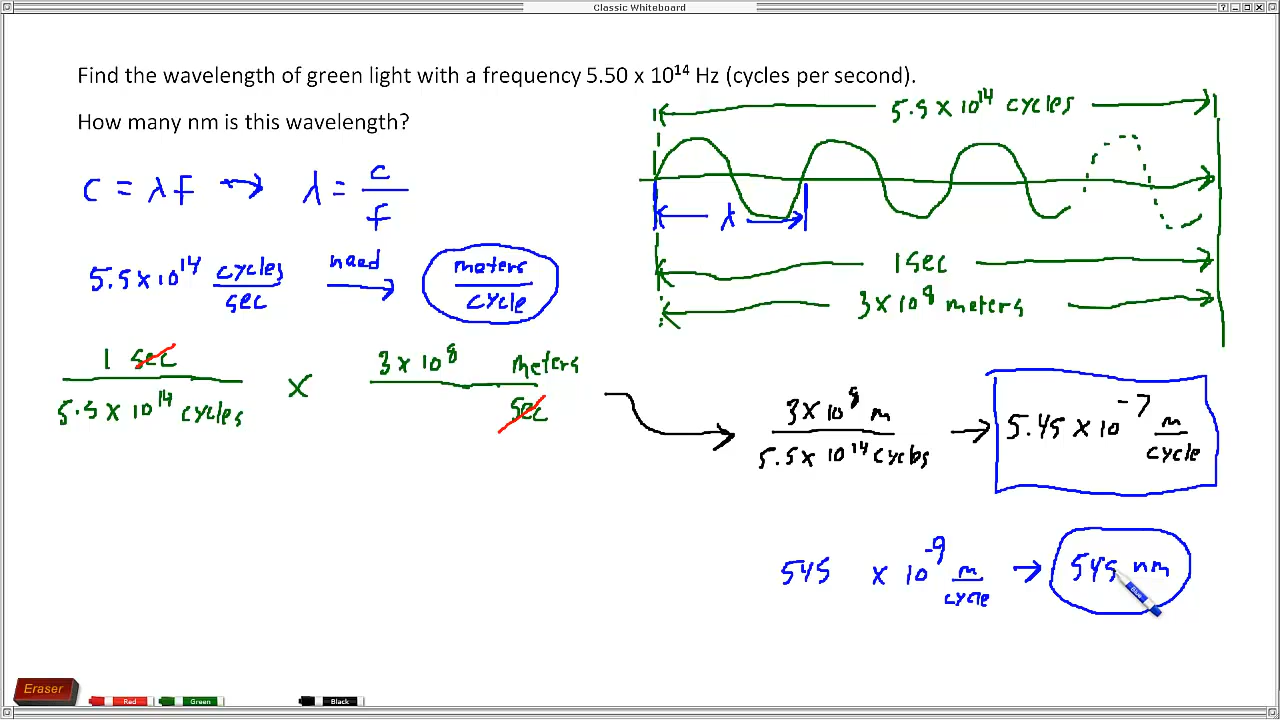 Classic Whiteboard
Find the wavelength of green light with a frequency 5.50 x 10¹⁴ Hz (cycles per second).
How many nm is this wavelength?
5.5 x 10¹⁴ cycles
λ
1 sec
3 x 10⁸ meters
C = λ F → λ = C / F
5.5 x 10¹⁴ cycles / sec need → meters / cycle
1 sec / 5.5 x 10¹⁴ cycles x 3 x 10⁸ meters / sec
3 x 10⁸ m / 5.5 x 10¹⁴ cycles → 5.45 x 10⁻⁷ m / cycle
545 x 10⁻⁹ m / cycle → 545 nm
Eraser
Red
Green
Black
Blue